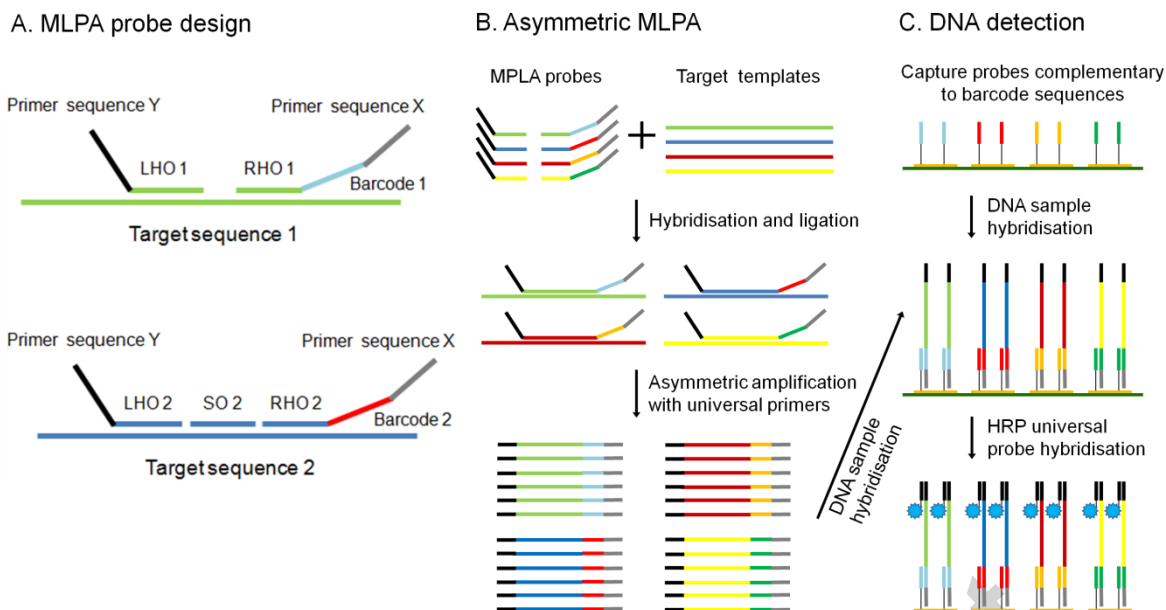 A. MLPA probe design
Primer sequence Y
Primer sequence X
LHO 1
RHO 1
Barcode 1
Target sequence 1
Primer sequence Y
Primer sequence X
LHO 2
SO 2
RHO 2
Barcode 2
Target sequence 2
B. Asymmetric MLPA
MPLA probes
Target templates
Hybridisation and ligation
Asymmetric amplification
with universal primers
DNA sample
hybridisation
C. DNA detection
Capture probes complementary
to barcode sequences
DNA sample
hybridisation
HRP universal
probe hybridisation